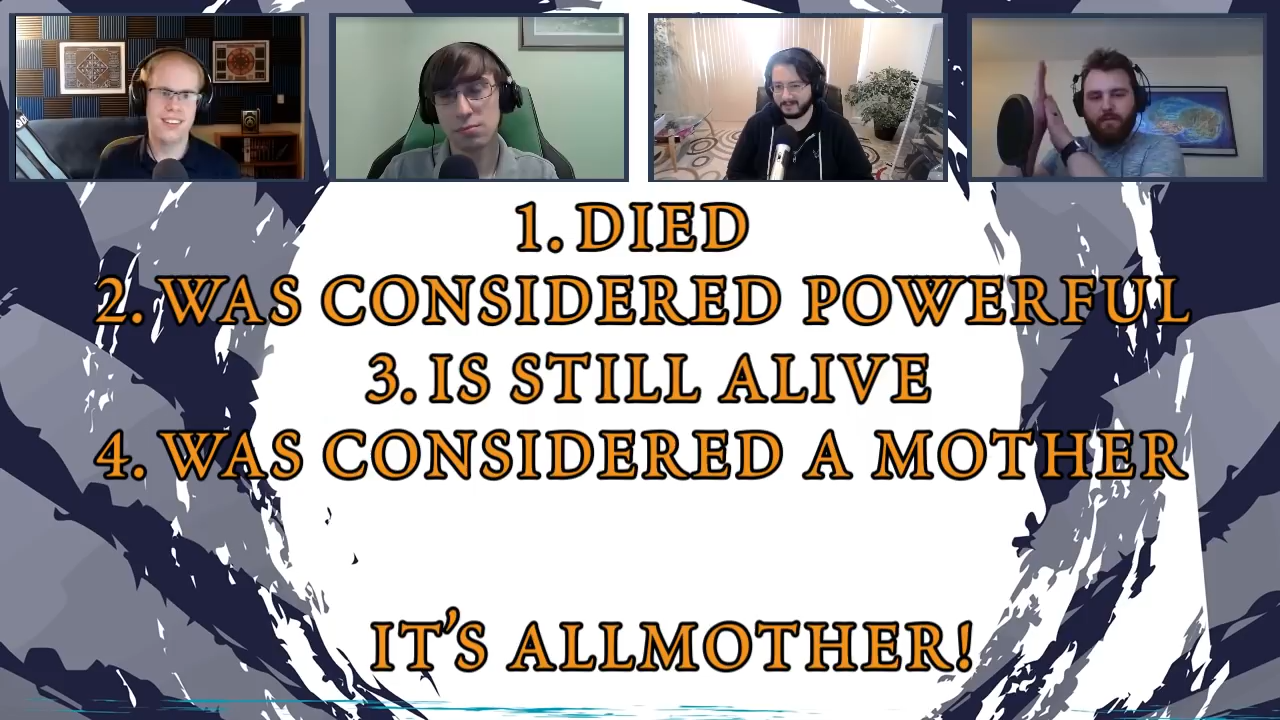 1. DIED
2. WAS CONSIDERED POWERFUL
3. IS STILL ALIVE
4. WAS CONSIDERED A MOTHER
IT'S ALLMOTHER!